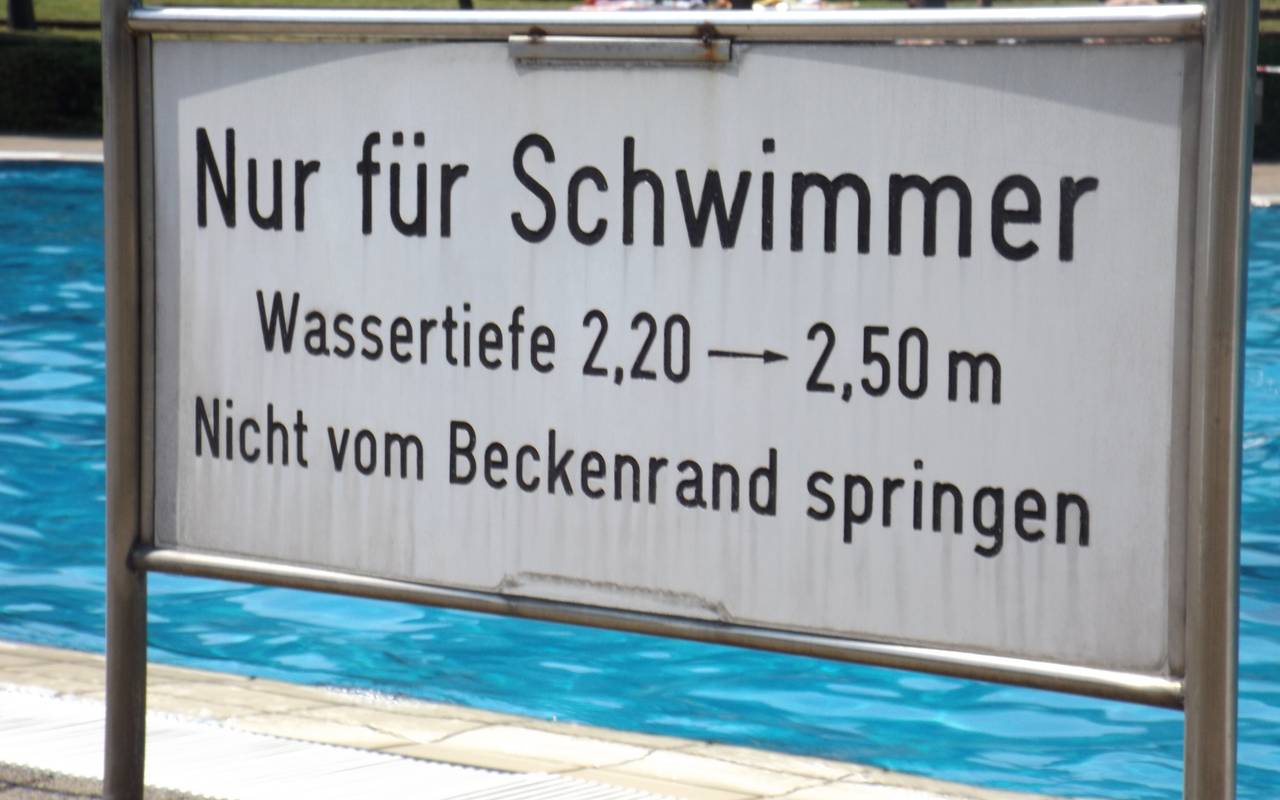 Nur für Schwimmer
Wassertiefe 2,20 → 2,50 m
Nicht vom Beckenrand springen